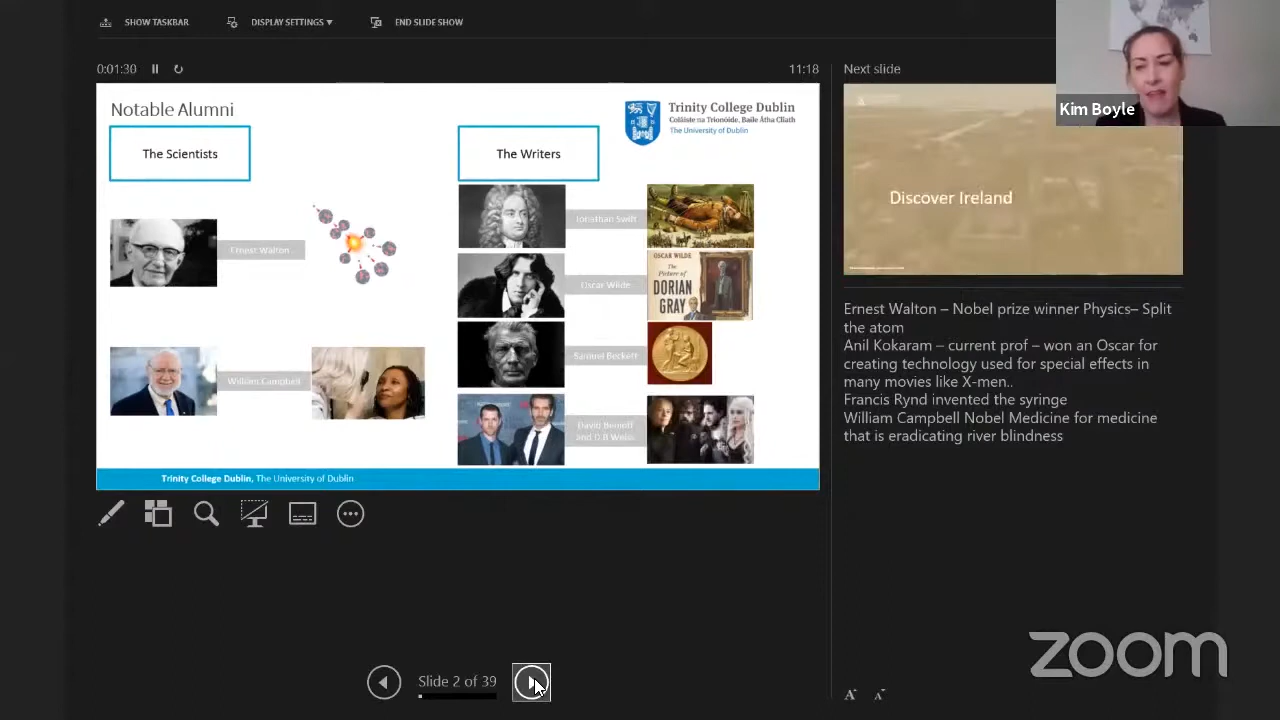 SHOW TASKBAR
DISPLAY SETTINGS ▾
END SLIDE SHOW
0:01:30
11:18
Next slide
Kim Boyle
Notable Alumni
Trinity College Dublin
Coláiste na Tríonóide, Baile Átha Cliath
The University of Dublin
The Scientists
The Writers
Ernest Walton
William Campbell
Jonathan Swift
Oscar Wilde
OSCAR WILDE
The
Picture of
DORIAN
GRAY
Samuel Beckett
David Benioff
and D.B Weiss
Trinity College Dublin, The University of Dublin
Discover Ireland
Ernest Walton – Nobel prize winner Physics– Split
the atom
Anil Kokaram – current prof – won an Oscar for
creating technology used for special effects in
many movies like X-men..
Francis Rynd invented the syringe
William Campbell Nobel Medicine for medicine
that is eradicating river blindness
Slide 2 of 39
A A
zoom